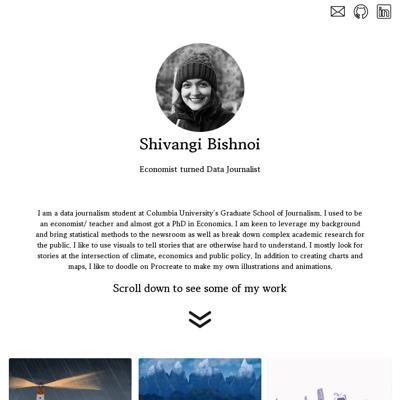 Shivangi Bishnoi
Economist turned Data Journalist
I am a data journalism student at Columbia University's Graduate School of Journalism. I used to be
an economist/ teacher and almost got a PhD in Economics. I am keen to leverage my background
and bring statistical methods to the newsroom as well as break down complex academic research for
the public. I like to use visuals to tell stories that are otherwise hard to understand. I mostly look for
stories at the intersection of climate, economics and public policy. In addition to creating charts and
maps, I like to doodle on Procreate to make my own illustrations and animations.
Scroll down to see some of my work